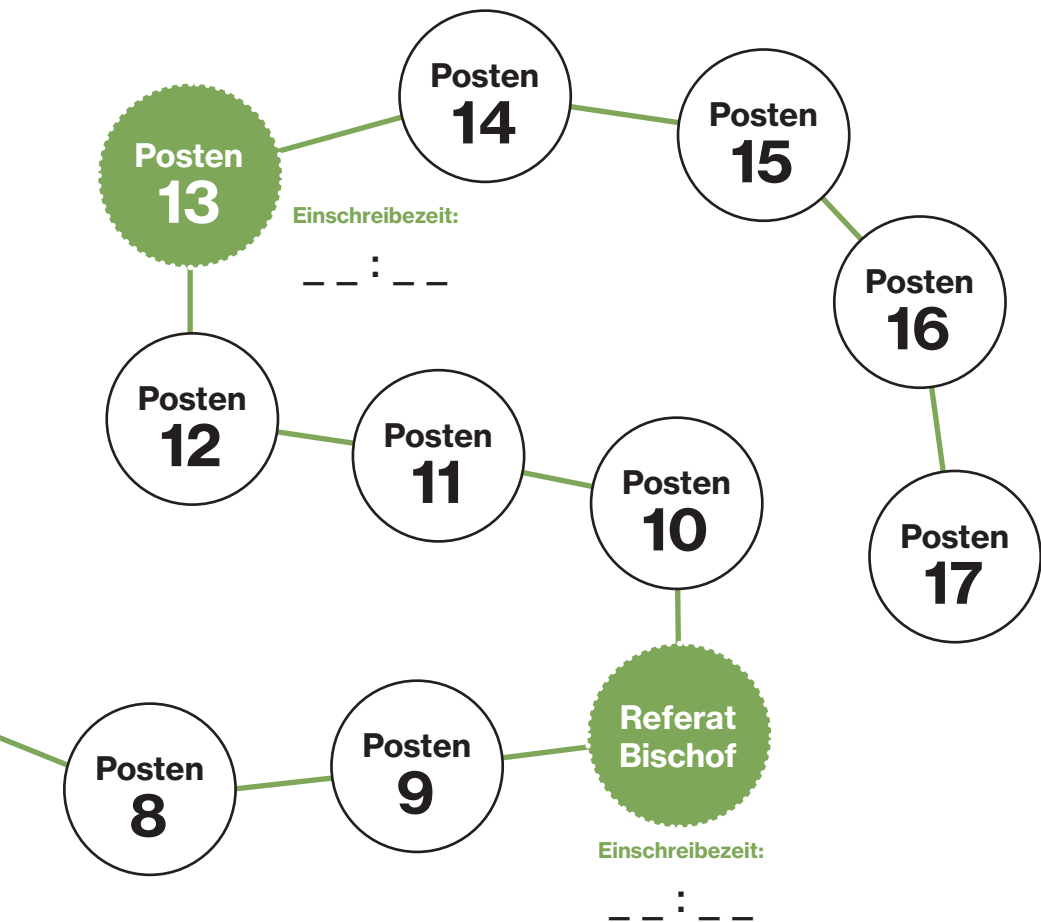 Posten
14
Posten
15
Posten
13
Einschreibezeit:
_ _ : _ _
Posten
16
Posten
12
Posten
11
Posten
10
Posten
17
Referat
Bischof
Posten
9
Posten
8
Einschreibezeit:
_ _ : _ _